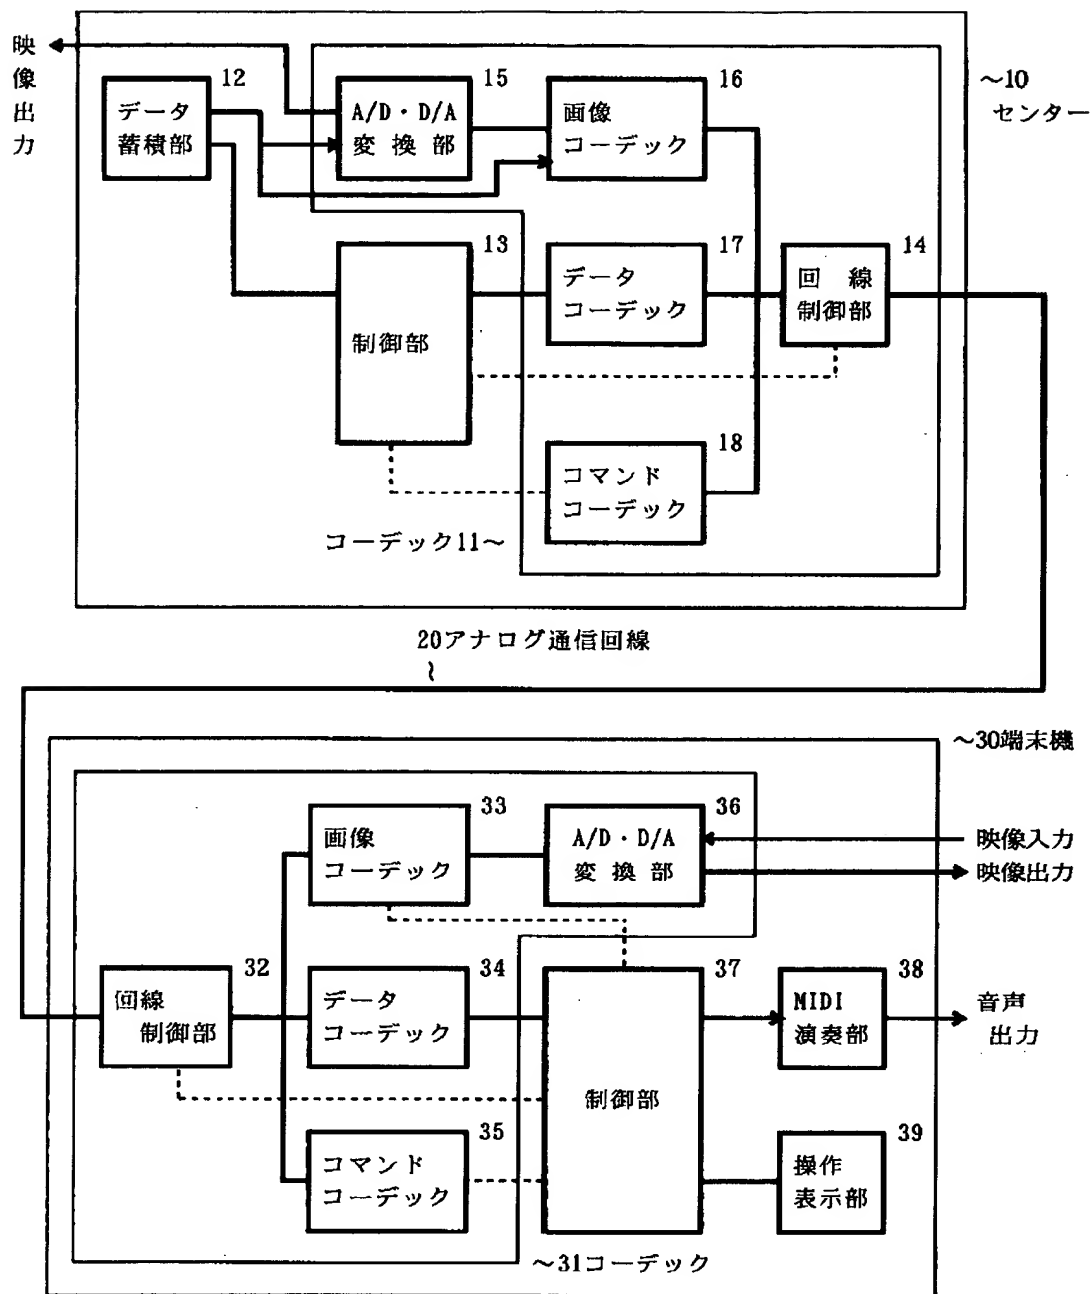 映像出力
12
データ
蓄積部
15
A/D・D/A
変換部
16
画像
コーデック
~10
センター
13
制御部
17
データ
コーデック
14
回線
制御部
18
コマンド
コーデック
コーデック11~
20アナログ通信回線
~30端末機
33
画像
コーデック
36
A/D・D/A
変換部
映像入力
映像出力
32
回線
制御部
34
データ
コーデック
37
制御部
38
MIDI
演奏部
音声
出力
35
コマンド
コーデック
39
操作
表示部
~31コーデック